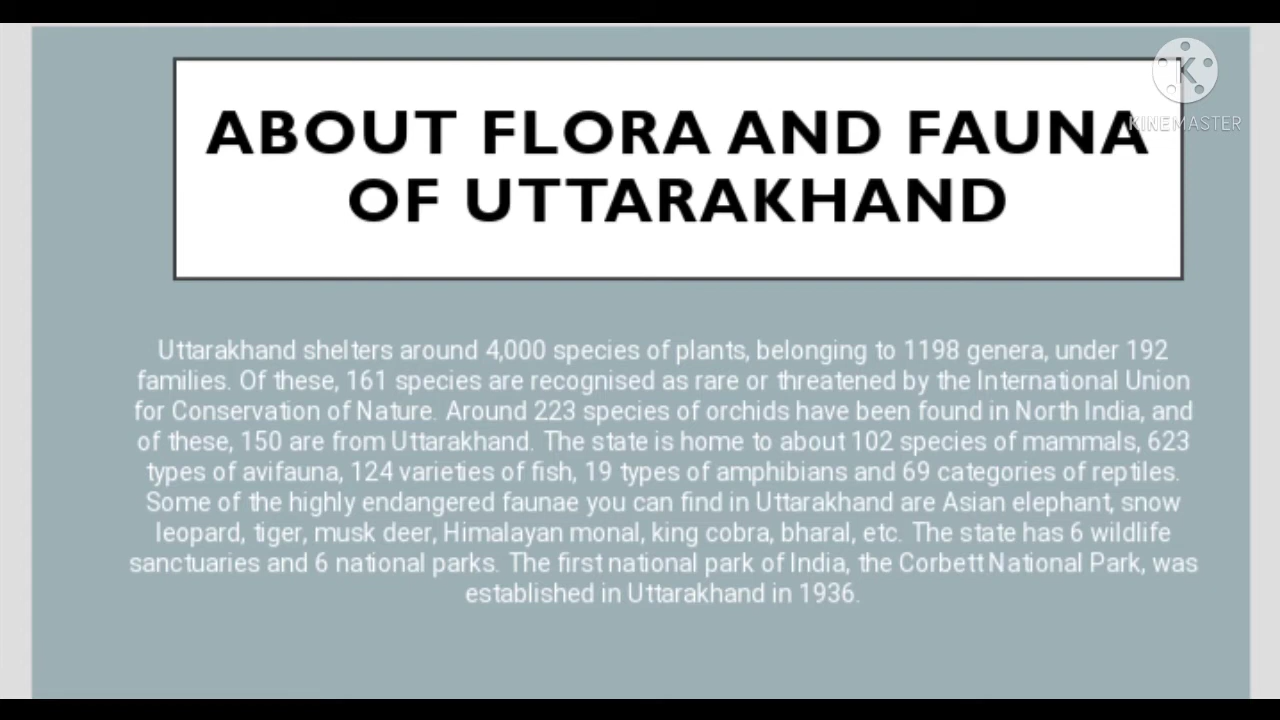 ABOUT FLORA AND FAUNA
OF UTTARAKHAND
K
KINEMASTER
Uttarakhand shelters around 4,000 species of plants, belonging to 1198 genera, under 192
families. Of these, 161 species are recognised as rare or threatened by the International Union
for Conservation of Nature. Around 223 species of orchids have been found in North India, and
of these, 150 are from Uttarakhand. The state is home to about 102 species of mammals, 623
types of avifauna, 124 varieties of fish, 19 types of amphibians and 69 categories of reptiles.
Some of the highly endangered faunae you can find in Uttarakhand are Asian elephant, snow
leopard, tiger, musk deer, Himalayan monal, king cobra, bharal, etc. The state has 6 wildlife
sanctuaries and 6 national parks. The first national park of India, the Corbett National Park, was
established in Uttarakhand in 1936.